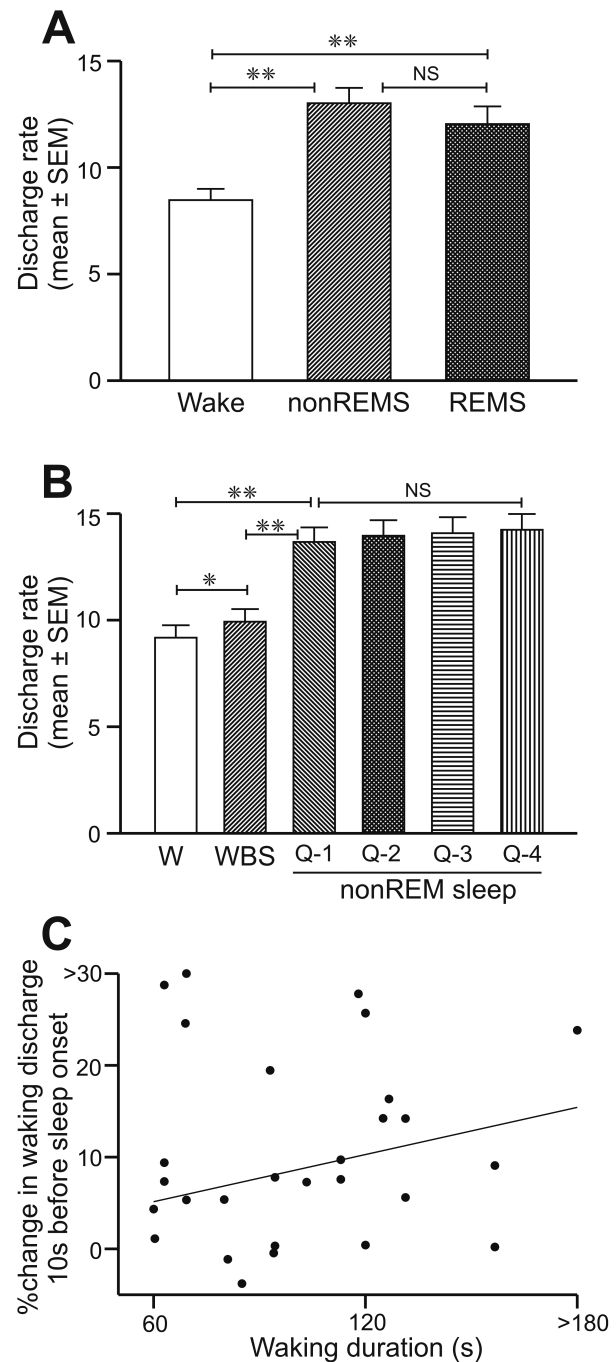 A
Discharge rate
(mean ± SEM)
15
10
5
0
**
**
NS
Wake
nonREMS
REMS
B
Discharge rate
(mean ± SEM)
15
10
5
0
**
NS
**
*
W
WBS
Q-1
Q-2
Q-3
Q-4
nonREM sleep
C
%change in waking discharge
10s before sleep onset
>30
20
10
0
60
120
>180
Waking duration (s)